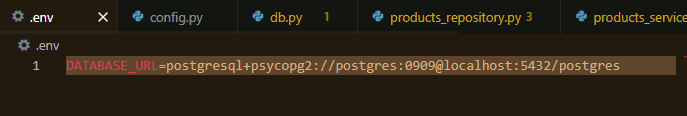 .env
config.py
db.py 1
products_repository.py 3
products_service
.env
1 DATABASE_URL=postgresql+psycopg2://postgres:0909@localhost:5432/postgres